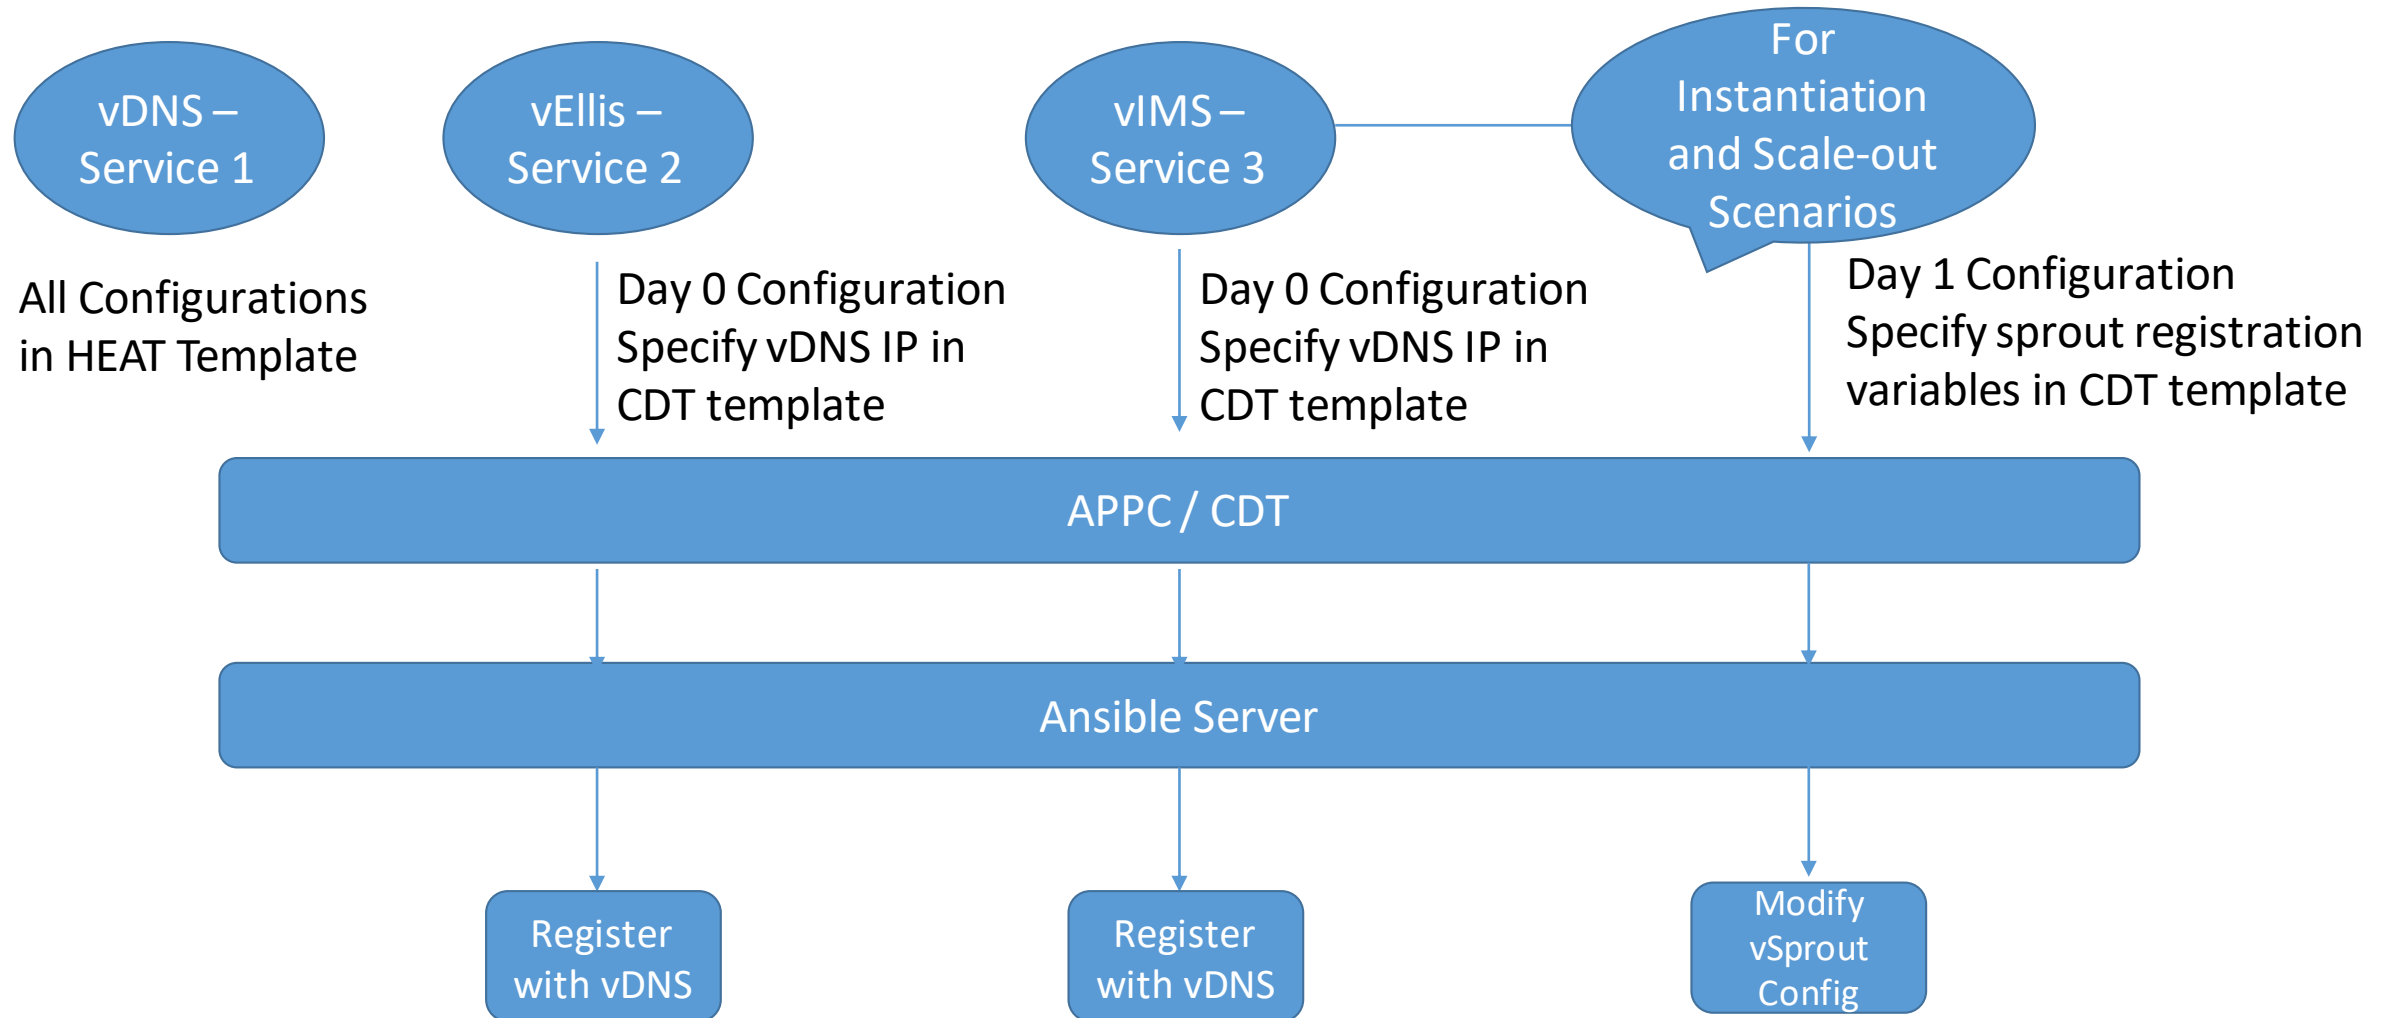 vDNS –
Service 1
vEllis –
Service 2
vIMS –
Service 3
For
Instantiation
and Scale-out
Scenarios
All Configurations
in HEAT Template
Day 0 Configuration
Specify vDNS IP in
CDT template
Day 0 Configuration
Specify vDNS IP in
CDT template
Day 1 Configuration
Specify sprout registration
variables in CDT template
APPC / CDT
Ansible Server
Register
with vDNS
Register
with vDNS
Modify
vSprout
Config